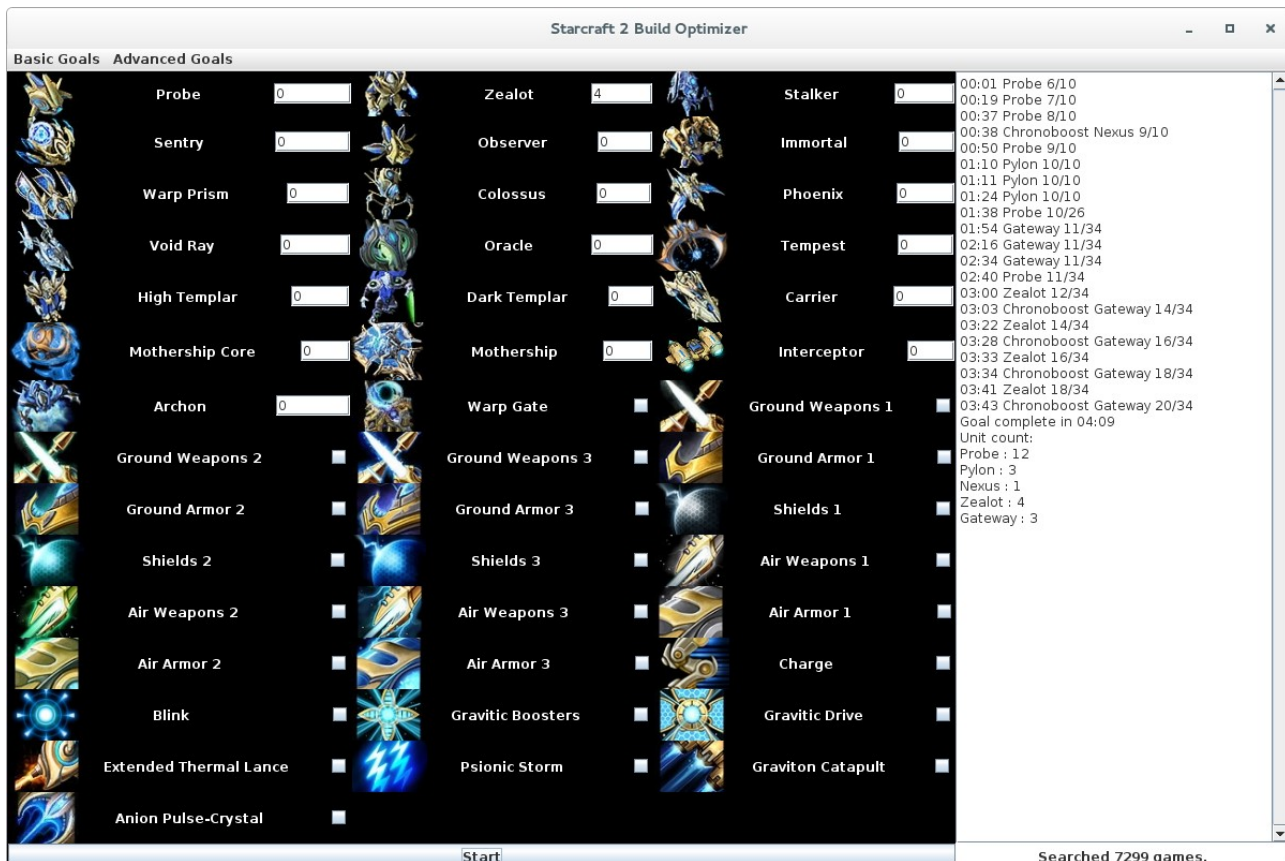 Starcraft 2 Build Optimizer
Basic Goals Advanced Goals
Probe 0 Zealot 4 Stalker 0
Sentry 0 Observer 0 Immortal 0
Warp Prism 0 Colossus 0 Phoenix 0
Void Ray 0 Oracle 0 Tempest 0
High Templar 0 Dark Templar 0 Carrier 0
Mothership Core 0 Mothership 0 Interceptor 0
Archon 0 Warp Gate Ground Weapons 1
Ground Weapons 2 Ground Weapons 3 Ground Armor 1
Ground Armor 2 Ground Armor 3 Shields 1
Shields 2 Shields 3 Air Weapons 1
Air Weapons 2 Air Weapons 3 Air Armor 1
Air Armor 2 Air Armor 3 Charge
Blink Gravitic Boosters Gravitic Drive
Extended Thermal Lance Psionic Storm Graviton Catapult
Anion Pulse-Crystal
Start
00:01 Probe 6/10
00:19 Probe 7/10
00:37 Probe 8/10
00:38 Chronoboost Nexus 9/10
00:50 Probe 9/10
01:10 Pylon 10/10
01:11 Pylon 10/10
01:24 Pylon 10/10
01:38 Probe 10/26
01:54 Gateway 11/34
02:16 Gateway 11/34
02:34 Gateway 11/34
02:40 Probe 11/34
03:00 Zealot 12/34
03:03 Chronoboost Gateway 14/34
03:22 Zealot 14/34
03:28 Chronoboost Gateway 16/34
03:33 Zealot 16/34
03:34 Chronoboost Gateway 18/34
03:41 Zealot 18/34
03:43 Chronoboost Gateway 20/34
Goal complete in 04:09
Unit count:
Probe : 12
Pylon : 3
Nexus : 1
Zealot : 4
Gateway : 3
Searched 7299 games.